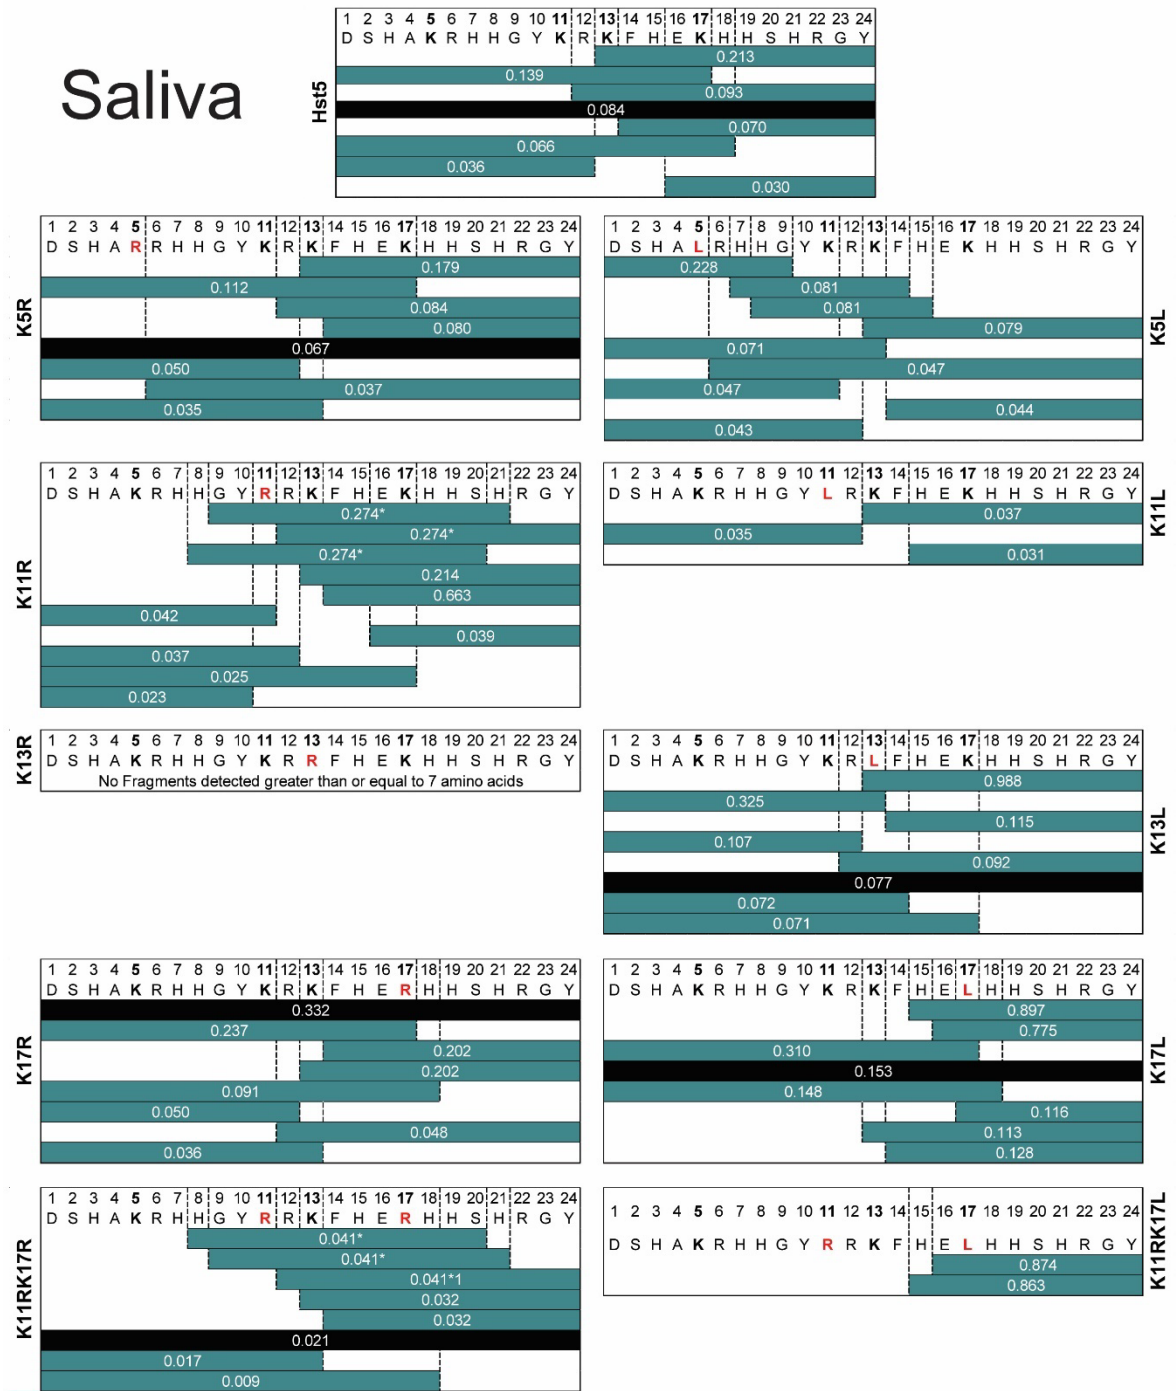 Saliva
Hst5
1 2 3 4 5 6 7 8 9 10 11 12 13 14 15 16 17 18 19 20 21 22 23 24
D S H A K R H H G Y K R K F H E K H H S H R G Y
0.213
0.139
0.093
0.084
0.070
0.066
0.036
0.030
K5R
1 2 3 4 5 6 7 8 9 10 11 12 13 14 15 16 17 18 19 20 21 22 23 24
D S H A R R H H G Y K R K F H E K H H S H R G Y
0.179
0.112
0.084
0.080
0.067
0.050
0.037
0.035
K5L
1 2 3 4 5 6 7 8 9 10 11 12 13 14 15 16 17 18 19 20 21 22 23 24
D S H A L R H H G Y K R K F H E K H H S H R G Y
0.228
0.081
0.081
0.079
0.071
0.047
0.047
0.044
0.043
K11R
1 2 3 4 5 6 7 8 9 10 11 12 13 14 15 16 17 18 19 20 21 22 23 24
D S H A K R H H G Y R R K F H E K H H S H R G Y
0.274*
0.274*
0.274*
0.214
0.663
0.042
0.039
0.037
0.025
0.023
K11L
1 2 3 4 5 6 7 8 9 10 11 12 13 14 15 16 17 18 19 20 21 22 23 24
D S H A K R H H G Y L R K F H E K H H S H R G Y
0.037
0.035
0.031
K13R
1 2 3 4 5 6 7 8 9 10 11 12 13 14 15 16 17 18 19 20 21 22 23 24
D S H A K R H H G Y K R R F H E K H H S H R G Y
No Fragments detected greater than or equal to 7 amino acids
K13L
1 2 3 4 5 6 7 8 9 10 11 12 13 14 15 16 17 18 19 20 21 22 23 24
D S H A K R H H G Y K R L F H E K H H S H R G Y
0.988
0.325
0.115
0.107
0.092
0.077
0.072
0.071
K17R
1 2 3 4 5 6 7 8 9 10 11 12 13 14 15 16 17 18 19 20 21 22 23 24
D S H A K R H H G Y K R K F H E R H H S H R G Y
0.332
0.237
0.202
0.202
0.091
0.050
0.048
0.036
K17L
1 2 3 4 5 6 7 8 9 10 11 12 13 14 15 16 17 18 19 20 21 22 23 24
D S H A K R H H G Y K R K F H E L H H S H R G Y
0.897
0.775
0.310
0.153
0.148
0.116
0.113
0.128
K11RK17R
1 2 3 4 5 6 7 8 9 10 11 12 13 14 15 16 17 18 19 20 21 22 23 24
D S H A K R H H G Y R R K F H E R H H S H R G Y
0.041*
0.041*
0.041*1
0.032
0.032
0.021
0.017
0.009
K11RK17L
1 2 3 4 5 6 7 8 9 10 11 12 13 14 15 16 17 18 19 20 21 22 23 24
D S H A K R H H G Y R R K F H E L H H S H R G Y
0.874
0.863